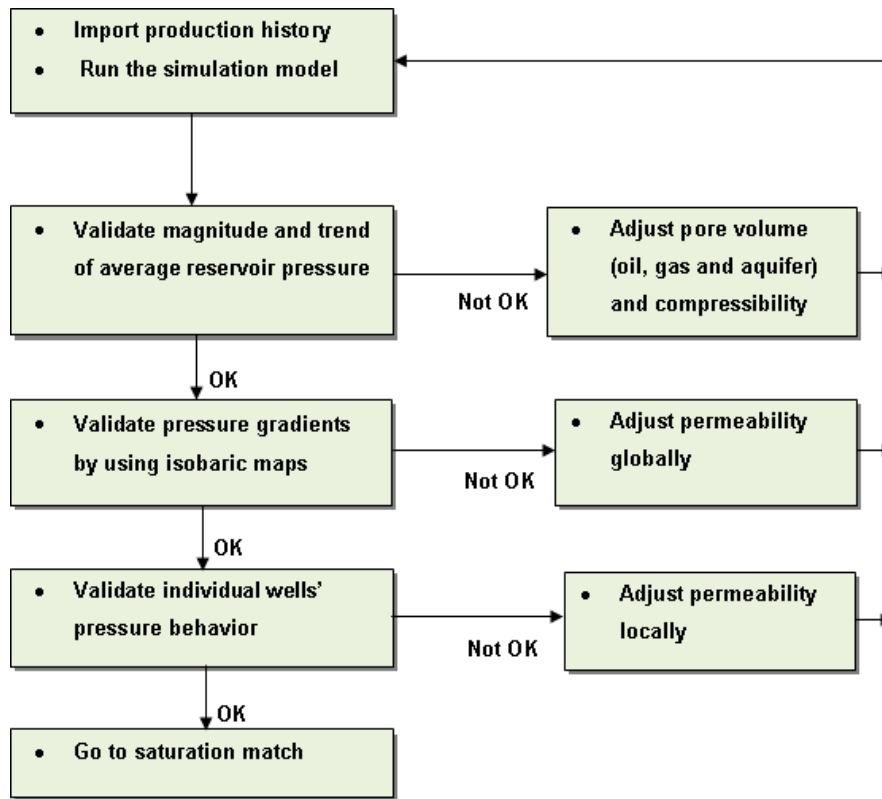 • Import production history
• Run the simulation model
• Validate magnitude and trend
of average reservoir pressure
Not OK
• Adjust pore volume
(oil, gas and aquifer)
and compressibility
OK
• Validate pressure gradients
by using isobaric maps
Not OK
• Adjust permeability
globally
OK
• Validate individual wells’
pressure behavior
Not OK
• Adjust permeability
locally
OK
• Go to saturation match